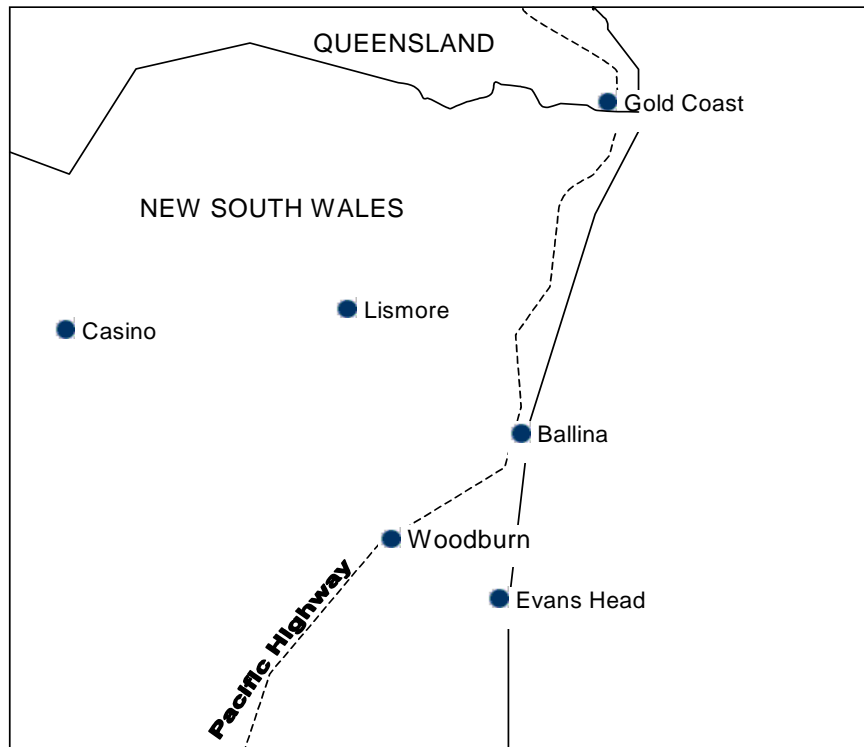 QUEENSLAND
Gold Coast
NEW SOUTH WALES
Lismore
Casino
Ballina
Woodburn
Pacific Highway
Evans Head